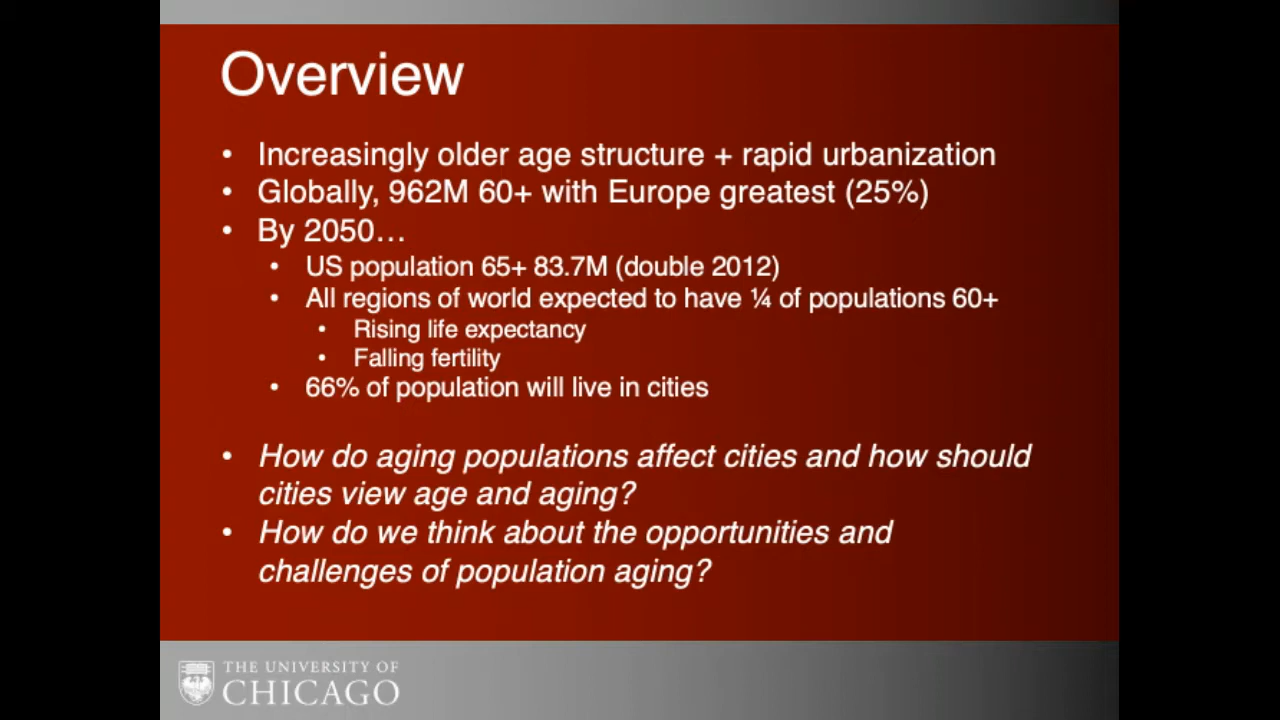 Overview
• Increasingly older age structure + rapid urbanization
• Globally, 962M 60+ with Europe greatest (25%)
• By 2050…
• US population 65+ 83.7M (double 2012)
• All regions of world expected to have ¼ of populations 60+
• Rising life expectancy
• Falling fertility
• 66% of population will live in cities
• How do aging populations affect cities and how should
cities view age and aging?
• How do we think about the opportunities and
challenges of population aging?
THE UNIVERSITY OF
CHICAGO